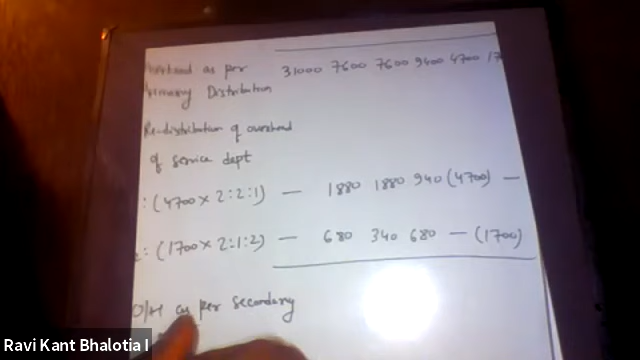 as per 31000 7600 7600 9400 4700 17
Primary Distribution
Re-distribution of overhead
of service dept
: (4700 × 2:2:1) — 1880 1880 940 (4700) —
: (1700 × 2:1:2) — 680 340 680 — (1700)
O/H as per secondary
Ravi Kant Bhalotia I